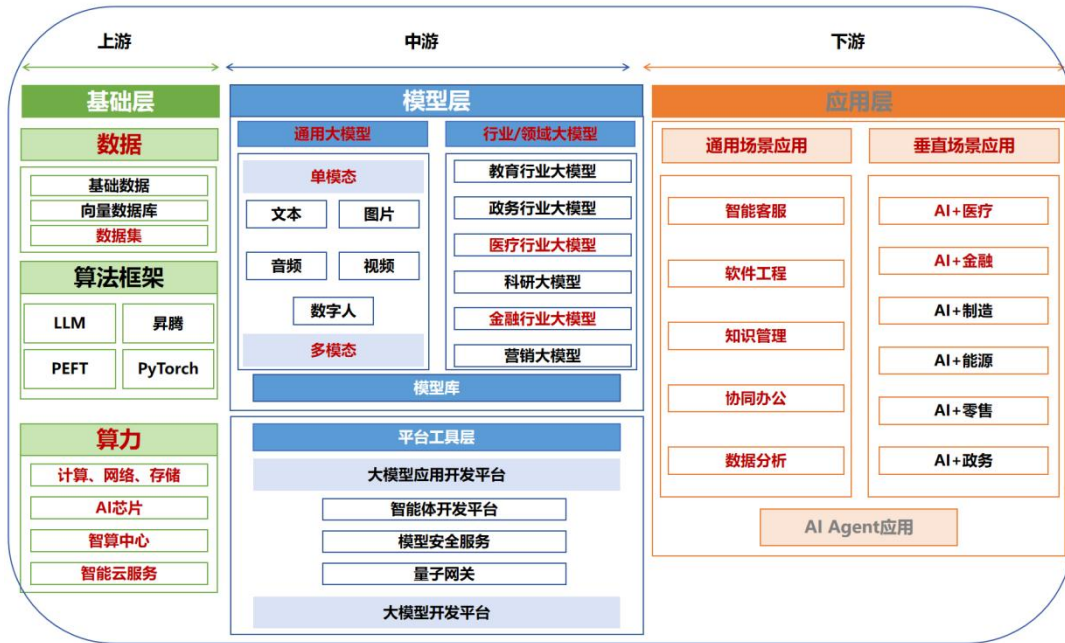 上游
中游
下游
基础层
数据
基础数据
向量数据库
数据集
算法框架
LLM
昇腾
PEFT
PyTorch
算力
计算、网络、存储
AI芯片
智算中心
智能云服务
模型层
通用大模型
单模态
文本
图片
音频
视频
数字人
多模态
行业/领域大模型
教育行业大模型
政务行业大模型
医疗行业大模型
科研大模型
金融行业大模型
营销大模型
模型库
平台工具层
大模型应用开发平台
智能体开发平台
模型安全服务
量子网关
大模型开发平台
应用层
通用场景应用
智能客服
软件工程
知识管理
协同办公
数据分析
垂直场景应用
AI+医疗
AI+金融
AI+制造
AI+能源
AI+零售
AI+政务
AI Agent应用